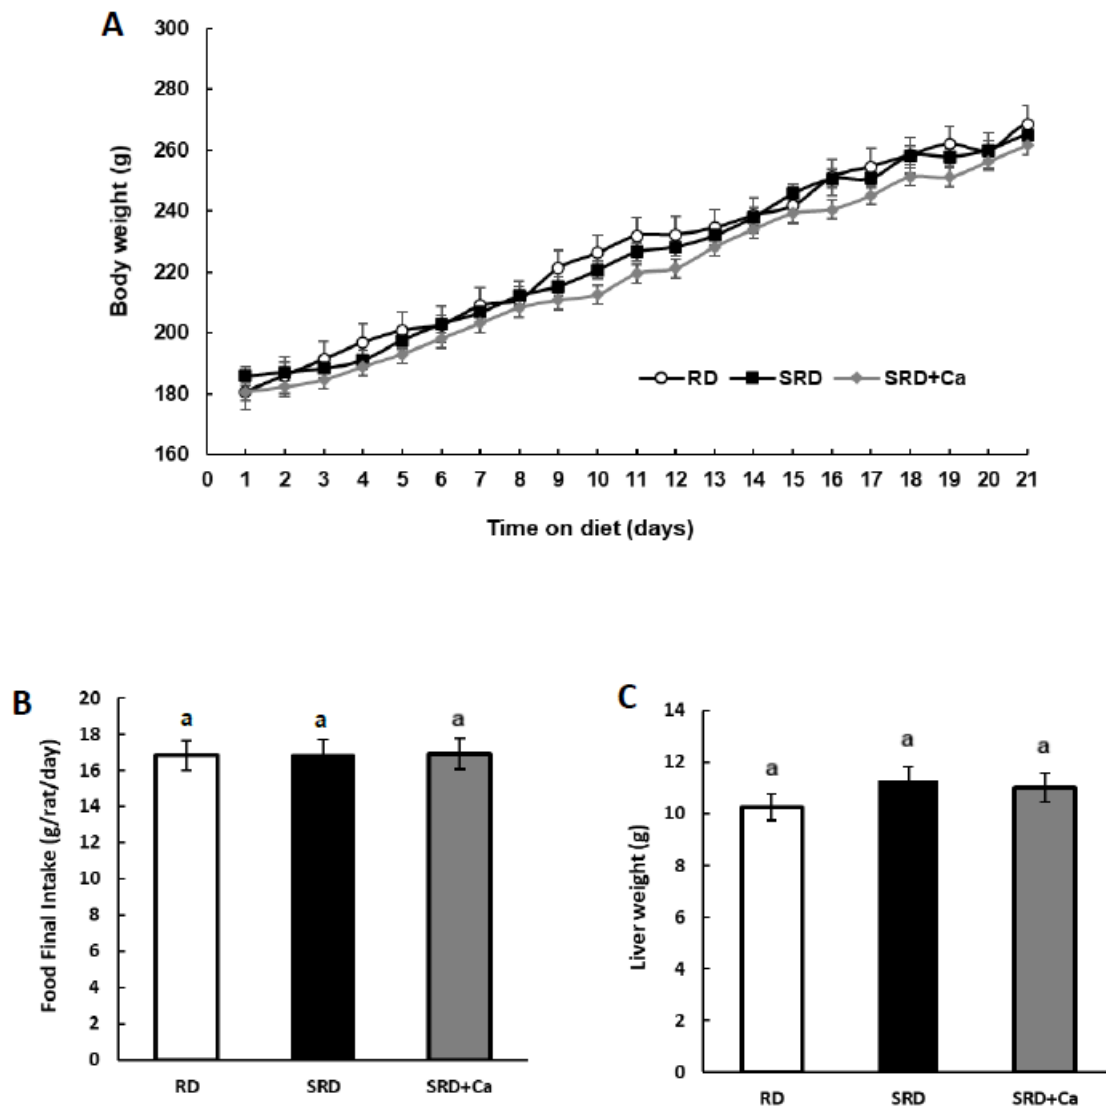 A
Body weight (g)
300
280
260
240
220
200
180
160
RD SRD SRD+Ca
0 1 2 3 4 5 6 7 8 9 10 11 12 13 14 15 16 17 18 19 20 21
Time on diet (days)
B
Food Final Intake (g/rat/day)
20
18
16
14
12
10
8
6
4
2
0
a a a
RD SRD SRD+Ca
C
Liver weight (g)
14
12
10
8
6
4
2
0
a a a
RD SRD SRD+Ca